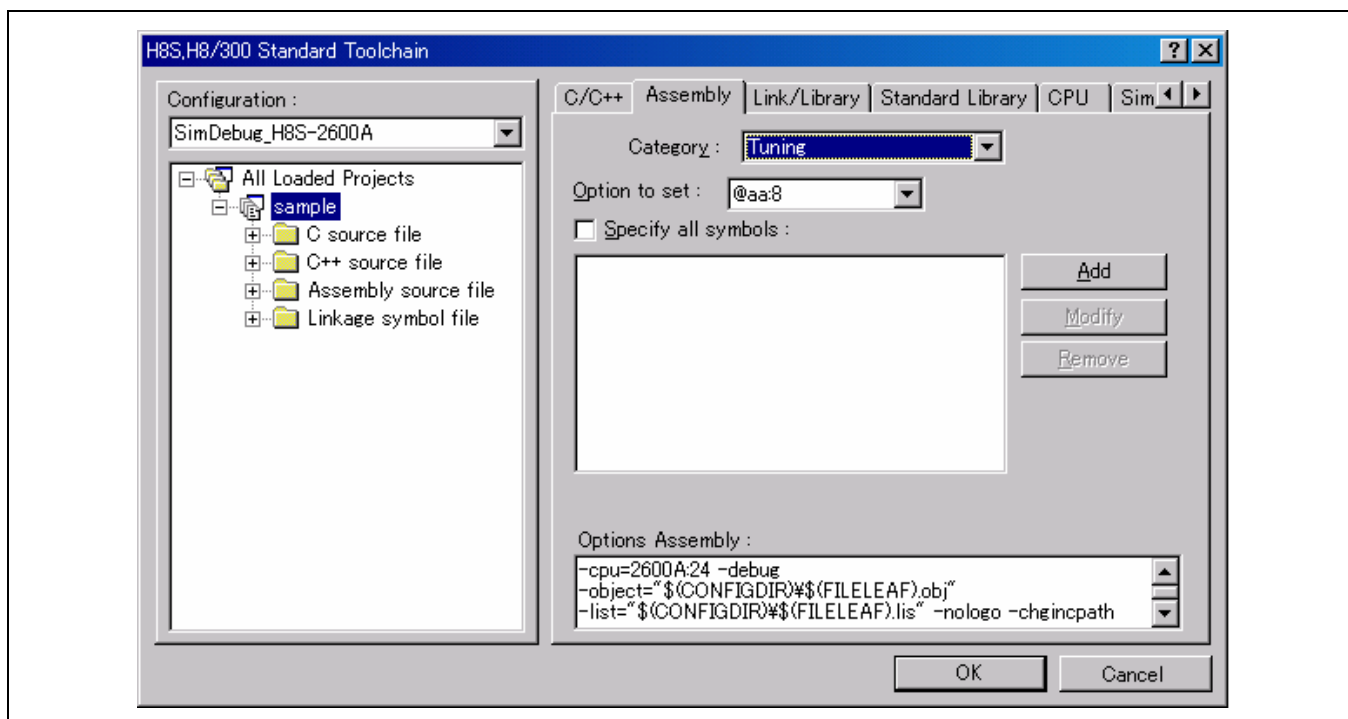 H8S,H8/300 Standard Toolchain
Configuration :
SimDebug_H8S-2600A
All Loaded Projects
sample
C source file
C++ source file
Assembly source file
Linkage symbol file
C/C++ Assembly Link/Library Standard Library CPU Sim
Category : Tuning
Option to set : @aa:8
Specify all symbols :
Add
Modify
Remove
Options Assembly :
-cpu=2600A:24 -debug
-object="$(CONFIGDIR)¥$(FILELEAF).obj"
-list="$(CONFIGDIR)¥$(FILELEAF).lis" -nologo -chgincpath
OK Cancel